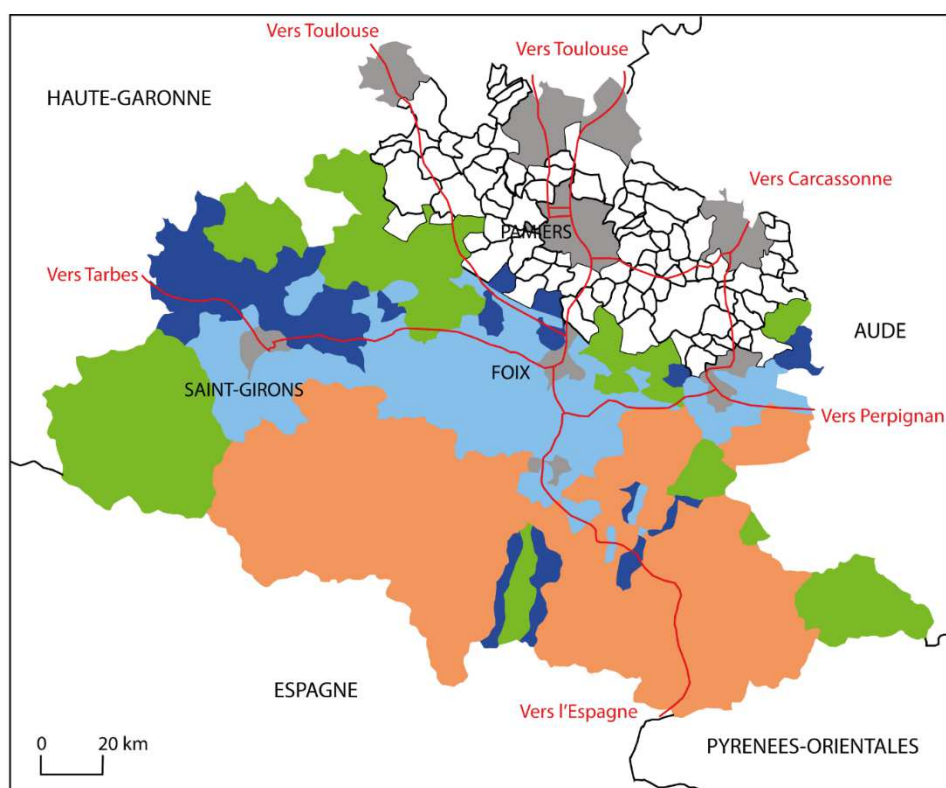 Vers Toulouse
Vers Toulouse
HAUTE-GARONNE
Vers Carcassonne
PAMIERS
Vers Tarbes
AUDE
FOIX
SAINT-GIRONS
Vers Perpignan
ESPAGNE
Vers l'Espagne
0 20 km
PYRENEES-ORIENTALES